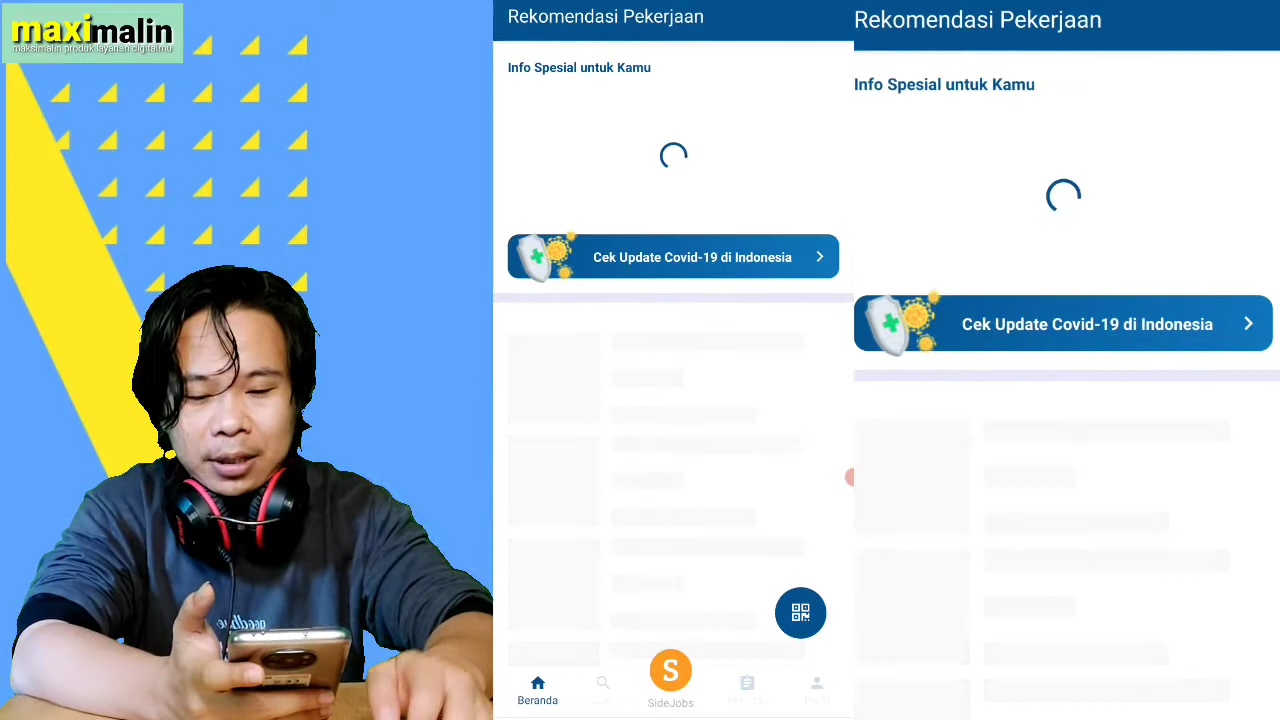 maximalin
maksimalin produk layanan digitalmu
Rekomendasi Pekerjaan
Info Spesial untuk Kamu
Cek Update Covid-19 di Indonesia
Beranda
S
SideJobs
Rekomendasi Pekerjaan
Info Spesial untuk Kamu
Cek Update Covid-19 di Indonesia